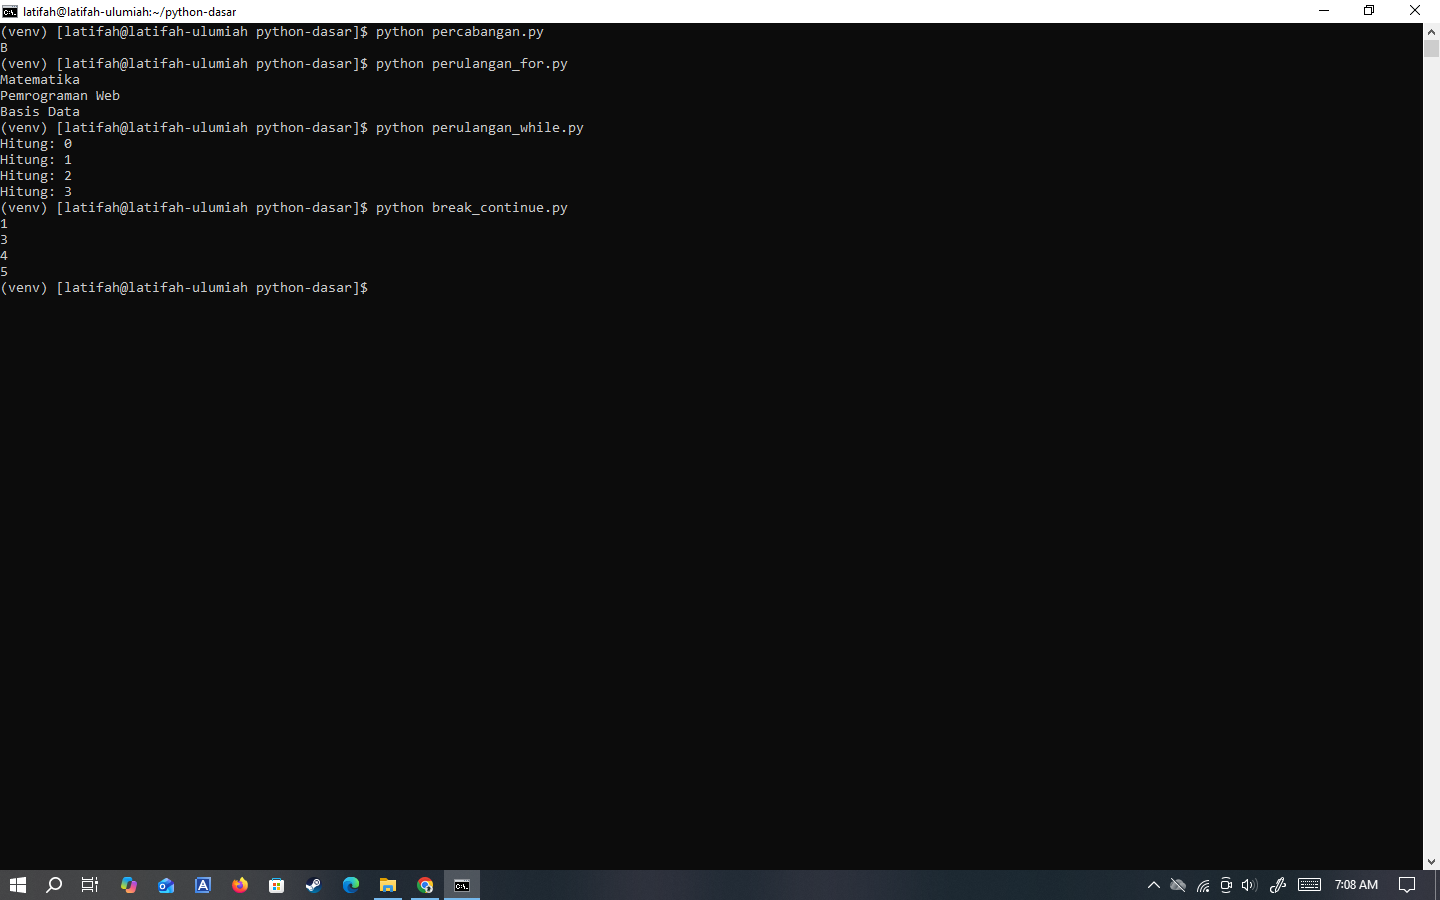 latifah@latifah-ulumiah:~/python-dasar
(venv) [latifah@latifah-ulumiah python-dasar]$ python percabangan.py
B
(venv) [latifah@latifah-ulumiah python-dasar]$ python perulangan_for.py
Matematika
Pemrograman Web
Basis Data
(venv) [latifah@latifah-ulumiah python-dasar]$ python perulangan_while.py
Hitung: 0
Hitung: 1
Hitung: 2
Hitung: 3
(venv) [latifah@latifah-ulumiah python-dasar]$ python break_continue.py
1
3
4
5
(venv) [latifah@latifah-ulumiah python-dasar]$
7:08 AM